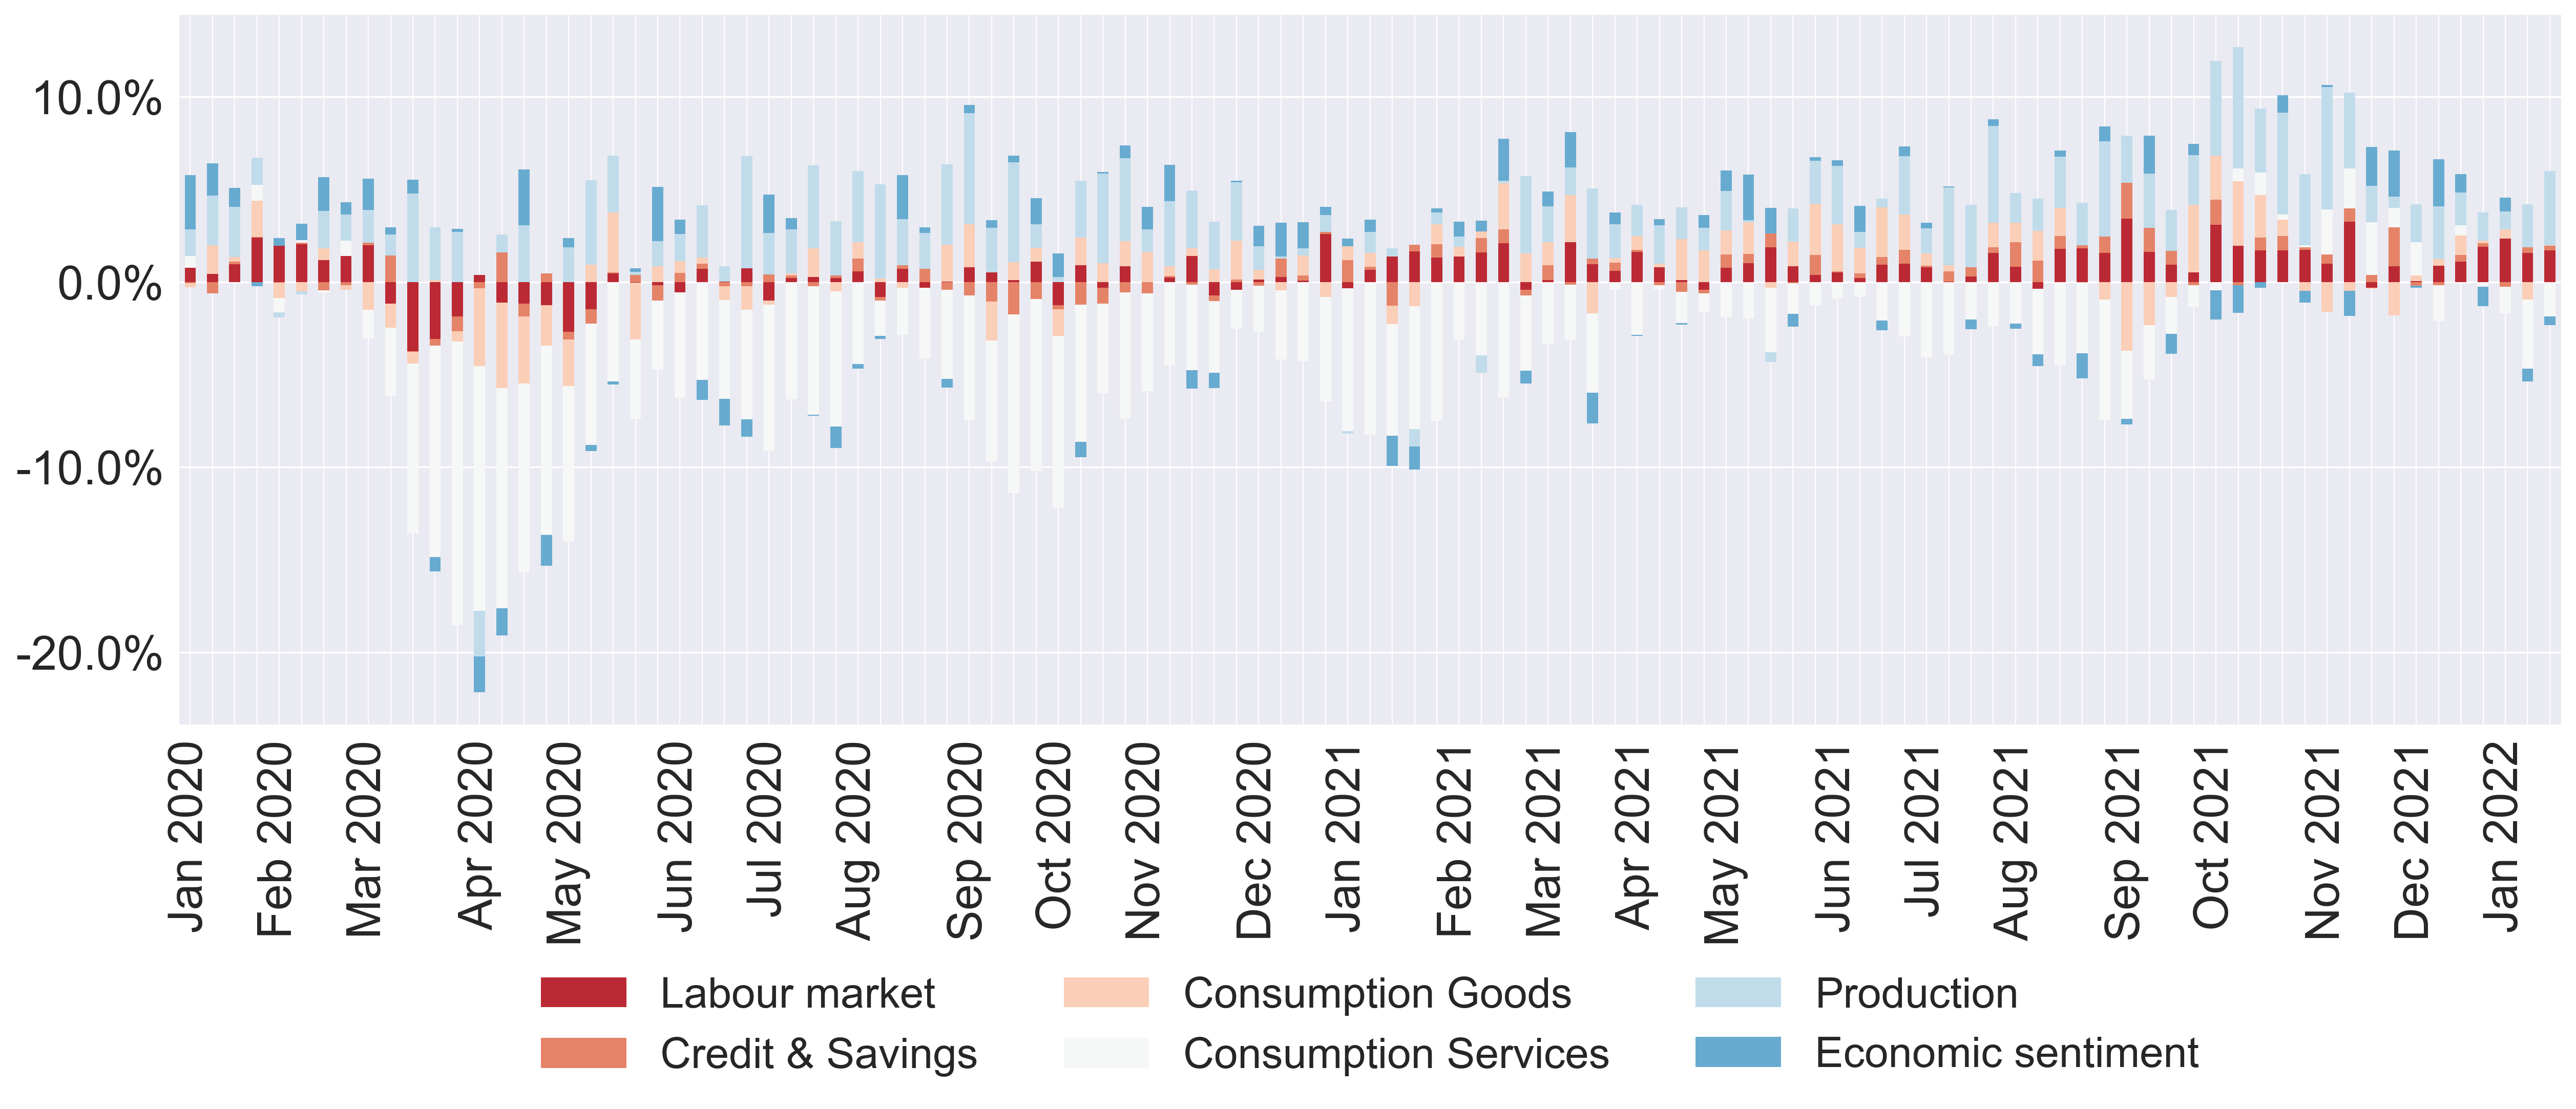 10.0%
0.0%
-10.0%
-20.0%
Jan 2020
Feb 2020
Mar 2020
Apr 2020
May 2020
Jun 2020
Jul 2020
Aug 2020
Sep 2020
Oct 2020
Nov 2020
Dec 2020
Jan 2021
Feb 2021
Mar 2021
Apr 2021
May 2021
Jun 2021
Jul 2021
Aug 2021
Sep 2021
Oct 2021
Nov 2021
Dec 2021
Jan 2022
Labour market
Credit & Savings
Consumption Goods
Consumption Services
Production
Economic sentiment